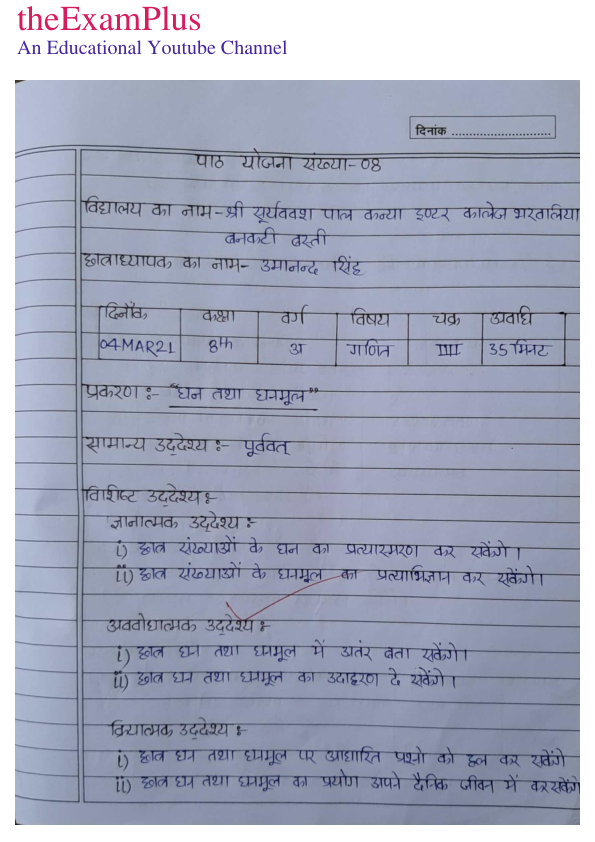 theExamPlus
An Educational Youtube Channel
दिनांक ............................
पाठ योजना संख्या-08
विद्यालय का नाम-श्री सूर्यवंश पाल कन्या इण्टर कालेज भरवालिया
बनकटी बस्ती
छात्राध्यापक का नाम- उमानन्द सिंह
दिनाँक कक्षा वर्ग विषय चक्र अवधि
04MAR21 8th अ गणित III 35 मिनट
प्रकरण :- "घन तथा घनमूल"
सामान्य उद्देश्य :- पूर्ववत्
विशिष्ट उद्देश्य :-
ज्ञानात्मक उद्देश्य :-
i) छात्र संख्याओं के घन का प्रत्यास्मरण कर सकेंगे।
ii) छात्र संख्याओं के घनमूल का प्रत्याभिज्ञान कर सकेंगे।
अवबोधात्मक उद्देश्य :-
i) छात्र घन तथा घनमूल में अतंर बता सकेंगे।
ii) छात्र घन तथा घनमूल का उदाहरण दे सकेंगे।
क्रियात्मक उद्देश्य :-
i) छात्र घन तथा घनमूल पर आधारित प्रश्नो को हल कर सकेंगे
ii) छात्र घन तथा घनमूल का प्रयोग अपने दैनिक जीवन में कर सकेंगे